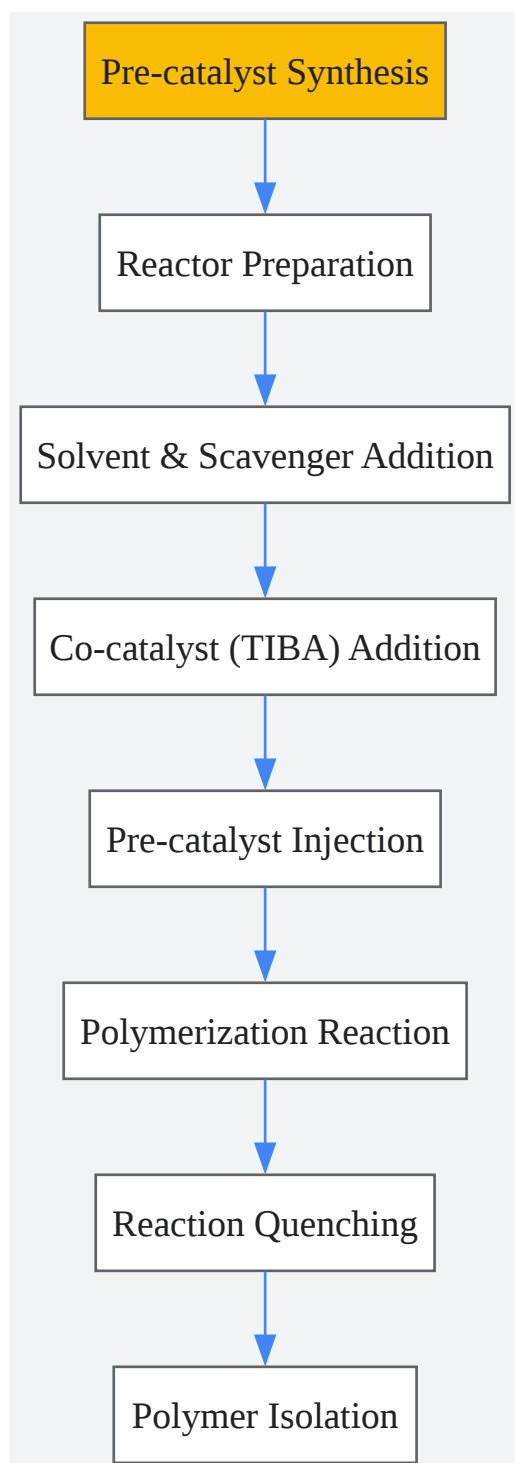 Pre-catalyst Synthesis
Reactor Preparation
Solvent & Scavenger Addition
Co-catalyst (TIBA) Addition
Pre-catalyst Injection
Polymerization Reaction
Reaction Quenching
Polymer Isolation